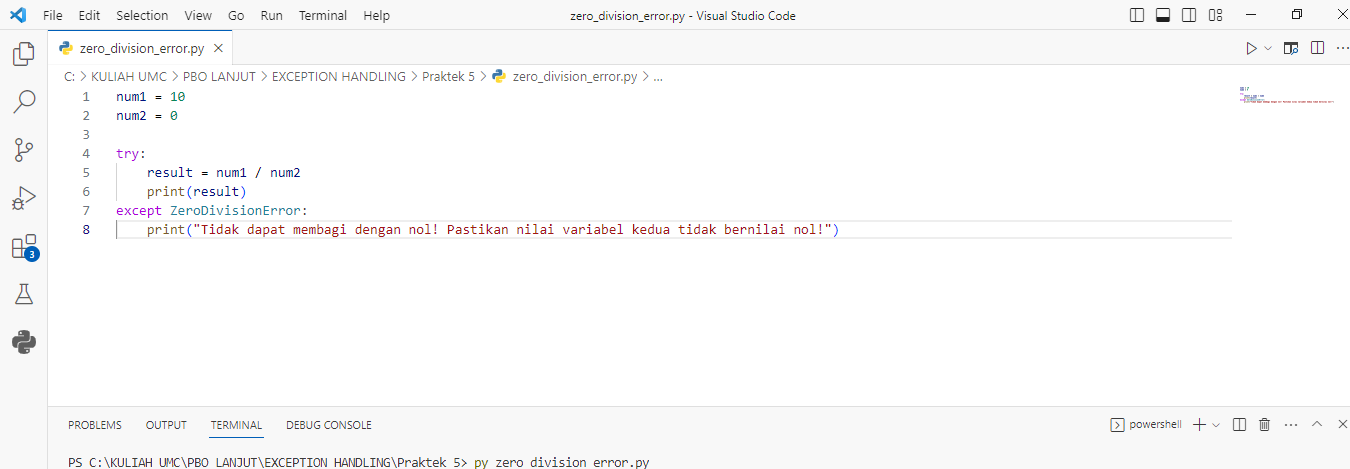 File Edit Selection View Go Run Terminal Help zero_division_error.py - Visual Studio Code
zero_division_error.py
C: > KULIAH UMC > PBO LANJUT > EXCEPTION HANDLING > Praktek 5 > zero_division_error.py > ...
1 num1 = 10
2 num2 = 0
3
4 try:
5     result = num1 / num2
6     print(result)
7 except ZeroDivisionError:
8     print("Tidak dapat membagi dengan nol! Pastikan nilai variabel kedua tidak bernilai nol!")
3
PROBLEMS OUTPUT TERMINAL DEBUG CONSOLE powershell
PS C:\KULIAH UMC\PBO LANJUT\EXCEPTION HANDLING\Praktek 5> py zero_division_error.py